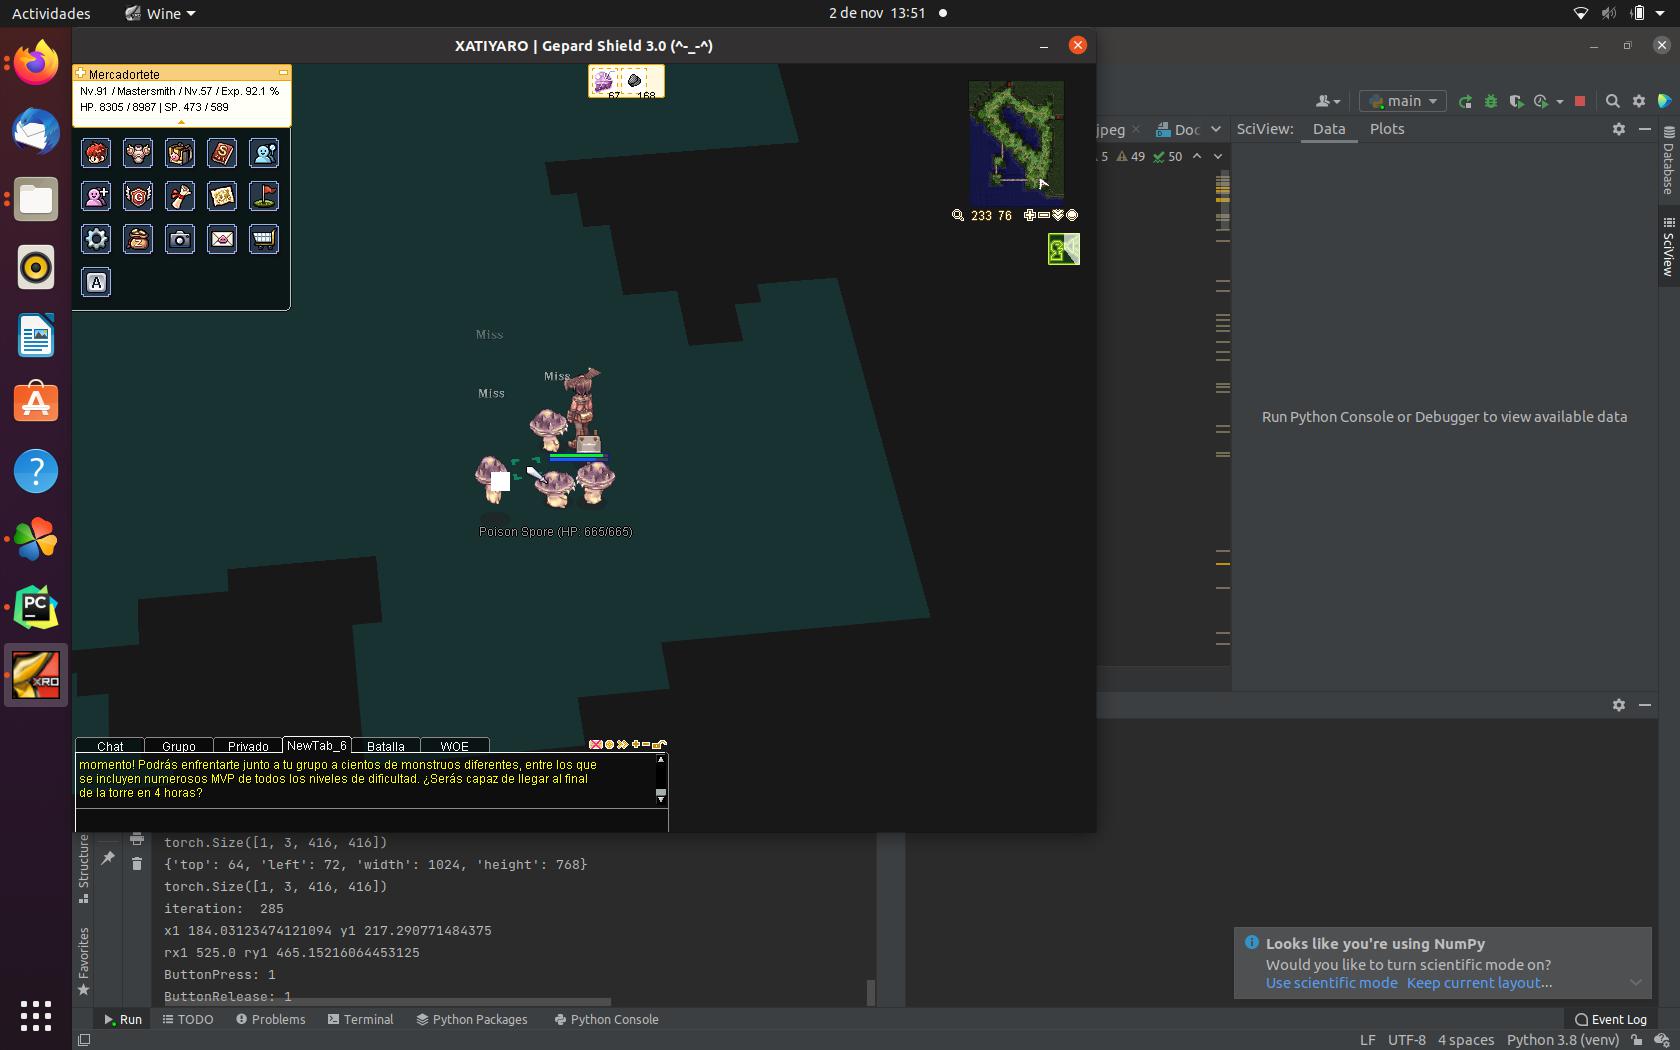 Actividades
Wine
2 de nov 13:51
XATIYARO | Gepard Shield 3.0 (^-_-^)
Mercadortete
Nv.91 / Mastersmith / Nv.57 / Exp. 92.1 %
HP. 8305 / 8987 | SP. 473 / 589
67 168
S
G
A
233 76
Miss
Miss
Miss
Poison Spore (HP: 665/665)
Chat Grupo Privado NewTab_6 Batalla WOE
momento! Podrás enfrentarte junto a tu grupo a cientos de monstruos diferentes, entre los que
se incluyen numerosos MVP de todos los niveles de dificultad. ¿Serás capaz de llegar al final
de la torre en 4 horas?
main
jpeg
Doc
SciView: Data Plots
5 49 50
Database
SciView
Run Python Console or Debugger to view available data
PC
XRO
Structure
Favorites
torch.Size([1, 3, 416, 416])
{'top': 64, 'left': 72, 'width': 1024, 'height': 768}
torch.Size([1, 3, 416, 416])
iteration:  285
x1 184.03123474121094 y1 217.290771484375
rx1 525.0 ry1 465.15216064453125
ButtonPress: 1
ButtonRelease: 1
Looks like you're using NumPy
Would you like to turn scientific mode on?
Use scientific mode Keep current layout...
Run TODO Problems Terminal Python Packages Python Console
Event Log
LF UTF-8 4 spaces Python 3.8 (venv)